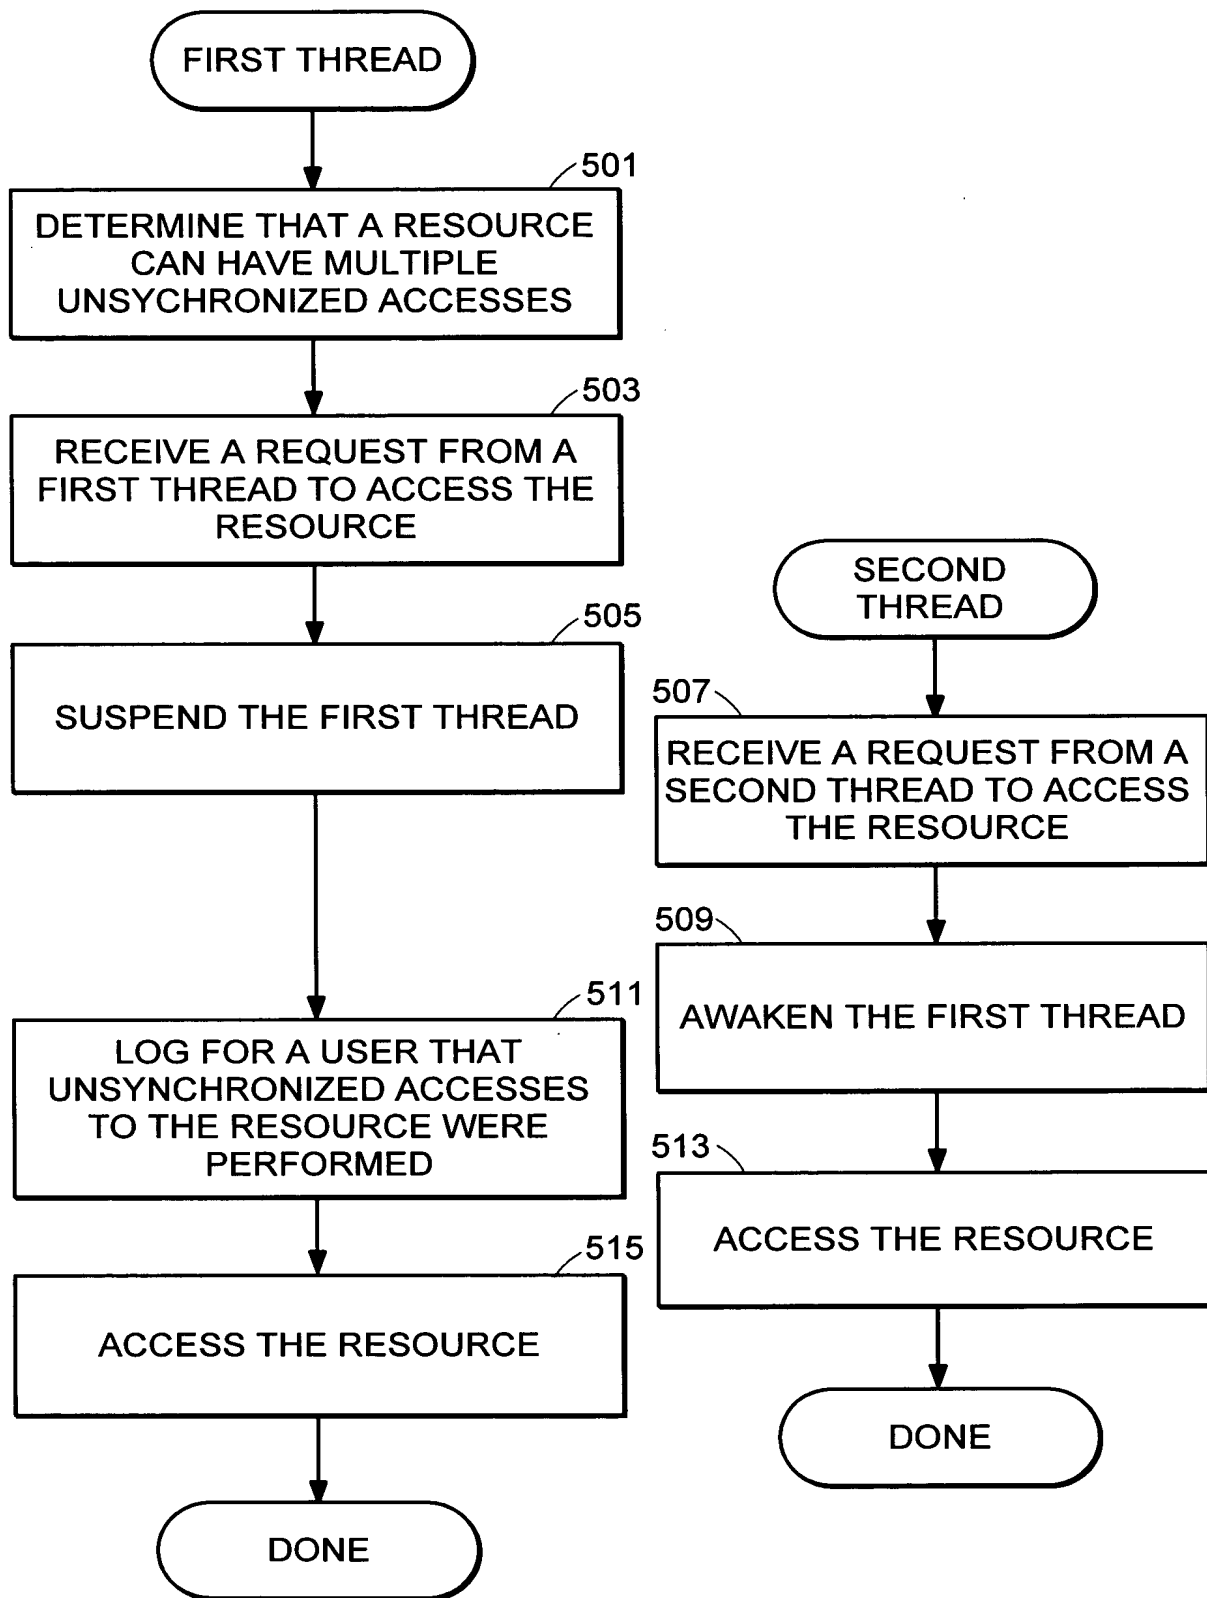 FIRST THREAD
501
DETERMINE THAT A RESOURCE
CAN HAVE MULTIPLE
UNSYCHRONIZED ACCESSES
503
RECEIVE A REQUEST FROM A
FIRST THREAD TO ACCESS THE
RESOURCE
505
SUSPEND THE FIRST THREAD
511
LOG FOR A USER THAT
UNSYNCHRONIZED ACCESSES
TO THE RESOURCE WERE
PERFORMED
515
ACCESS THE RESOURCE
DONE
SECOND
THREAD
507
RECEIVE A REQUEST FROM A
SECOND THREAD TO ACCESS
THE RESOURCE
509
AWAKEN THE FIRST THREAD
513
ACCESS THE RESOURCE
DONE